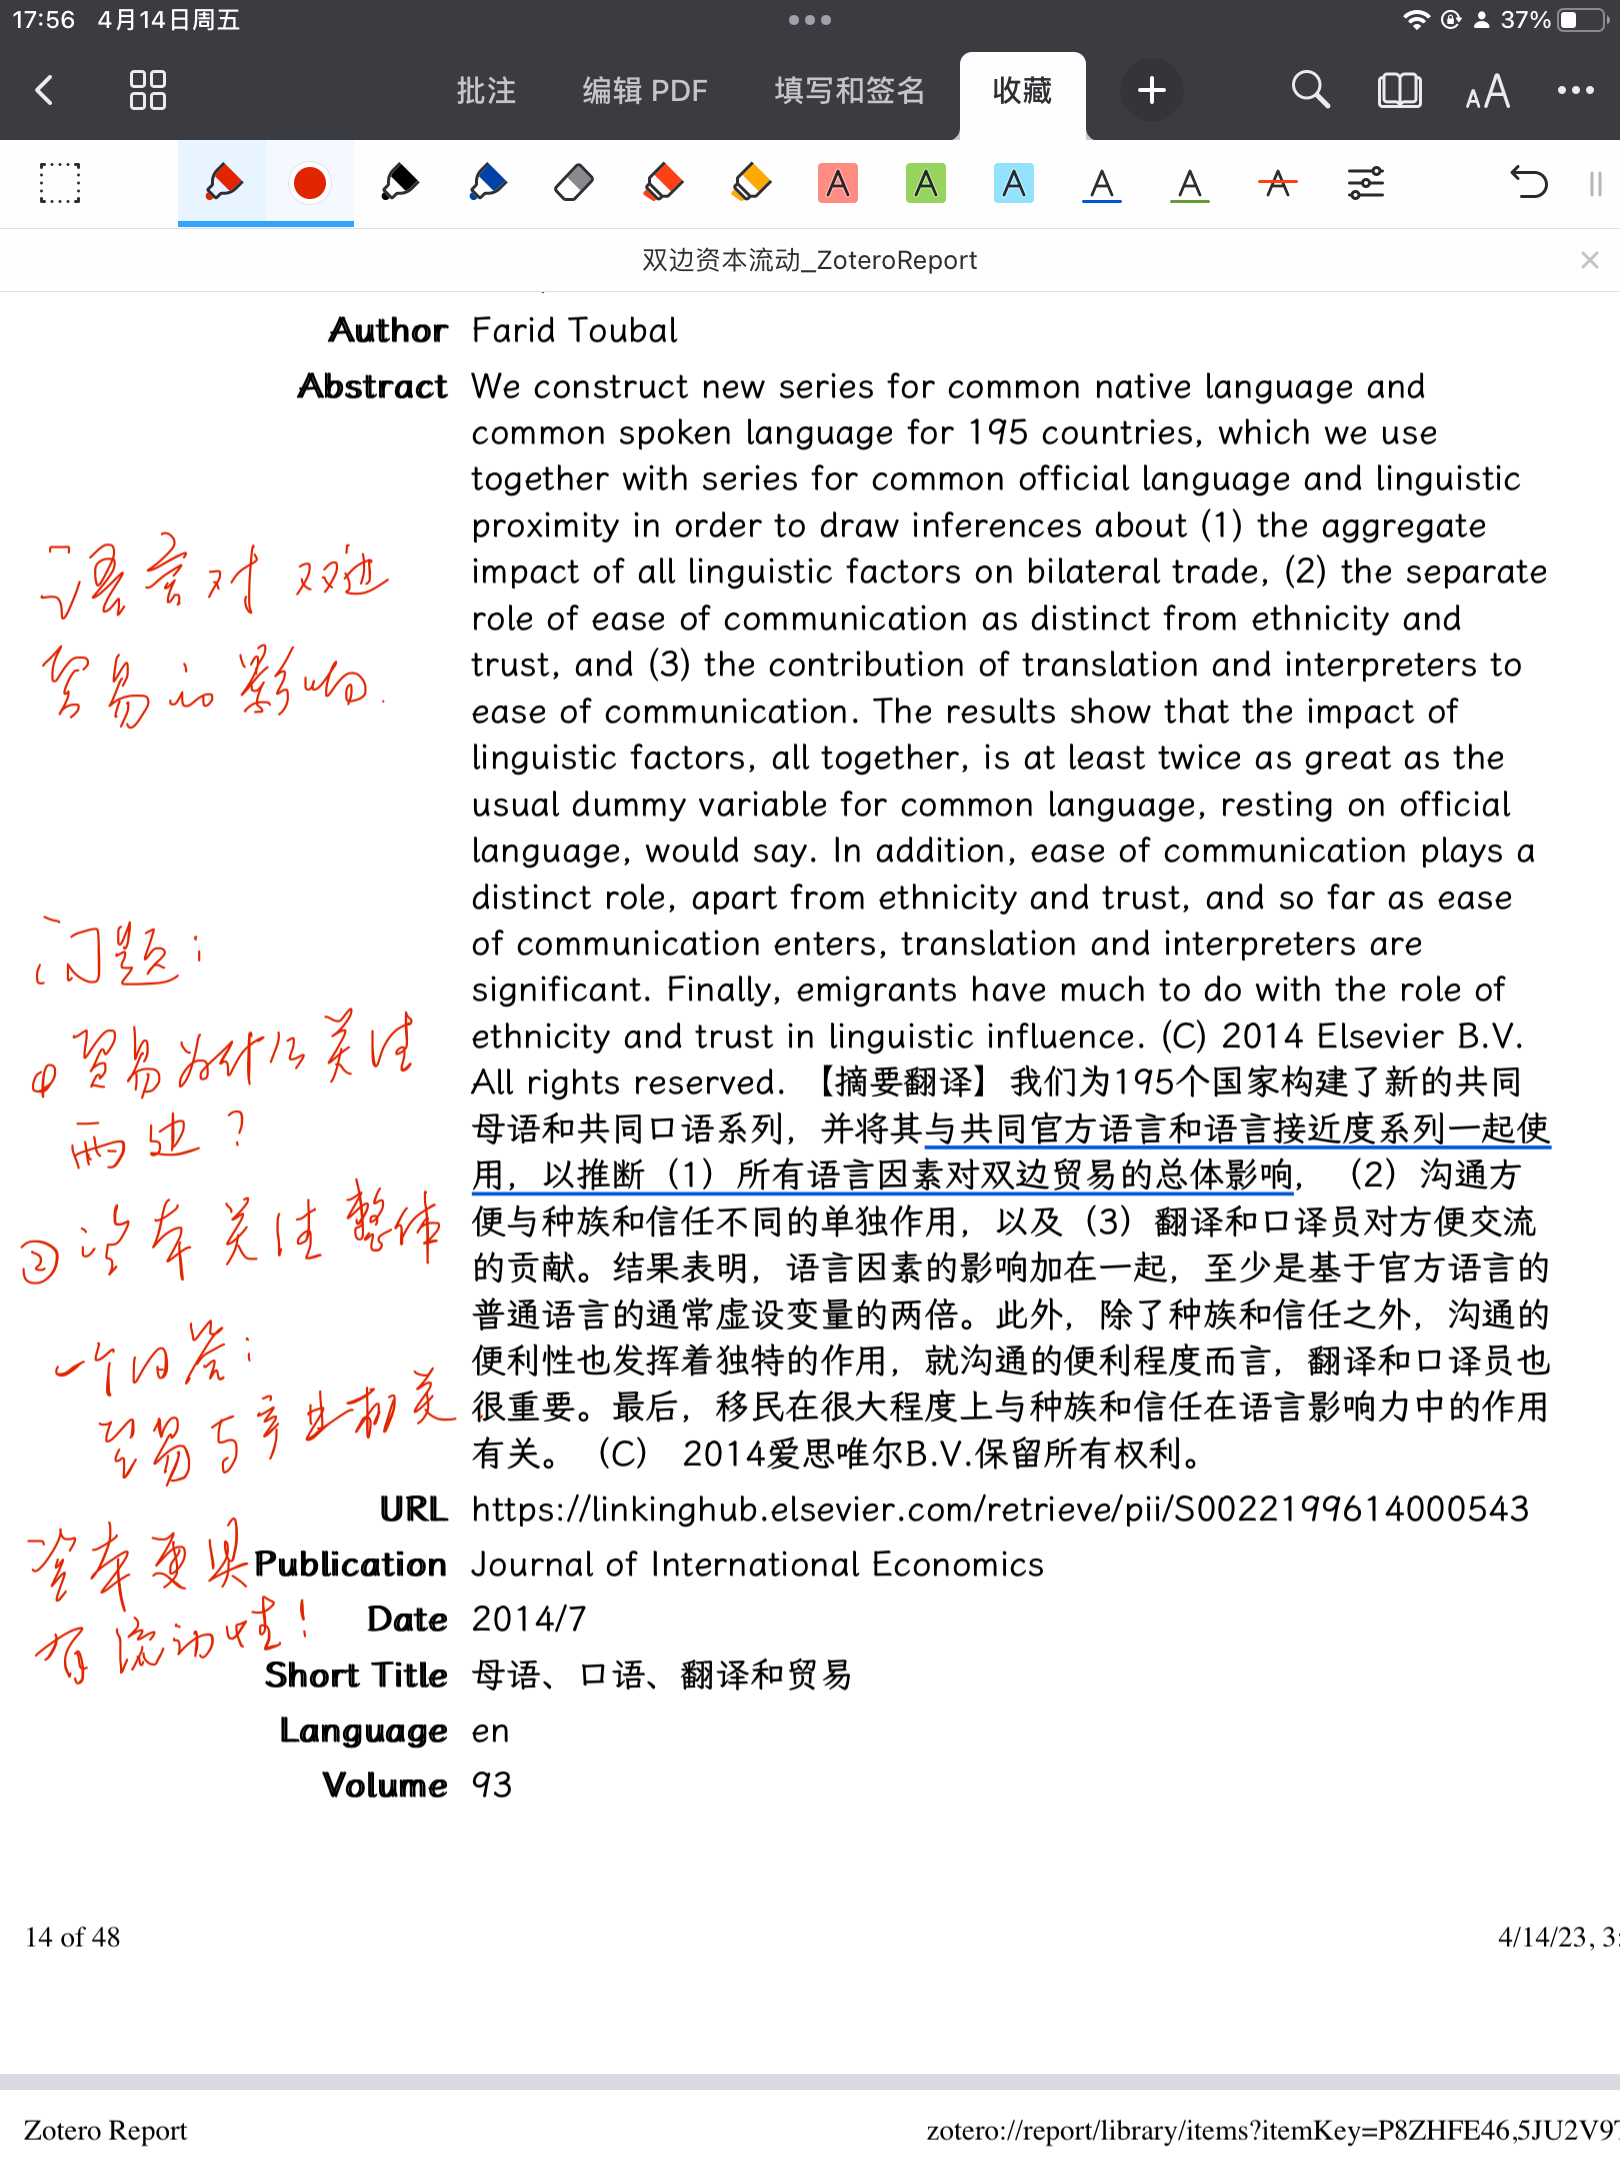 17:56 4月14日周五
37%
批注 编辑 PDF 填写和签名 收藏
A A A A A A
双边资本流动_ZoteroReport
Author Farid Toubal
Abstract We construct new series for common native language and
common spoken language for 195 countries, which we use
together with series for common official language and linguistic
proximity in order to draw inferences about (1) the aggregate
impact of all linguistic factors on bilateral trade, (2) the separate
role of ease of communication as distinct from ethnicity and
trust, and (3) the contribution of translation and interpreters to
ease of communication. The results show that the impact of
linguistic factors, all together, is at least twice as great as the
usual dummy variable for common language, resting on official
language, would say. In addition, ease of communication plays a
distinct role, apart from ethnicity and trust, and so far as ease
of communication enters, translation and interpreters are
significant. Finally, emigrants have much to do with the role of
ethnicity and trust in linguistic influence. (C) 2014 Elsevier B.V.
All rights reserved. 【摘要翻译】我们为195个国家构建了新的共同
母语和共同口语系列，并将其与共同官方语言和语言接近度系列一起使
用，以推断（1）所有语言因素对双边贸易的总体影响，（2）沟通方
便与种族和信任不同的单独作用，以及（3）翻译和口译员对方便交流
的贡献。结果表明，语言因素的影响加在一起，至少是基于官方语言的
普通语言的通常虚设变量的两倍。此外，除了种族和信任之外，沟通的
便利性也发挥着独特的作用，就沟通的便利程度而言，翻译和口译员也
很重要。最后，移民在很大程度上与种族和信任在语言影响力中的作用
有关。（C） 2014爱思唯尔B.V.保留所有权利。
语言对双边
贸易的影响.
问题：
①贸易为什么关注
两边？
②资本关注整体
一个回答：
贸易与产业相关
资本更具
有流动性！
URL https://linkinghub.elsevier.com/retrieve/pii/S0022199614000543
Publication Journal of International Economics
Date 2014/7
Short Title 母语、口语、翻译和贸易
Language en
Volume 93
14 of 48 4/14/23, 3:
Zotero Report zotero://report/library/items?itemKey=P8ZHFE46,5JU2V9